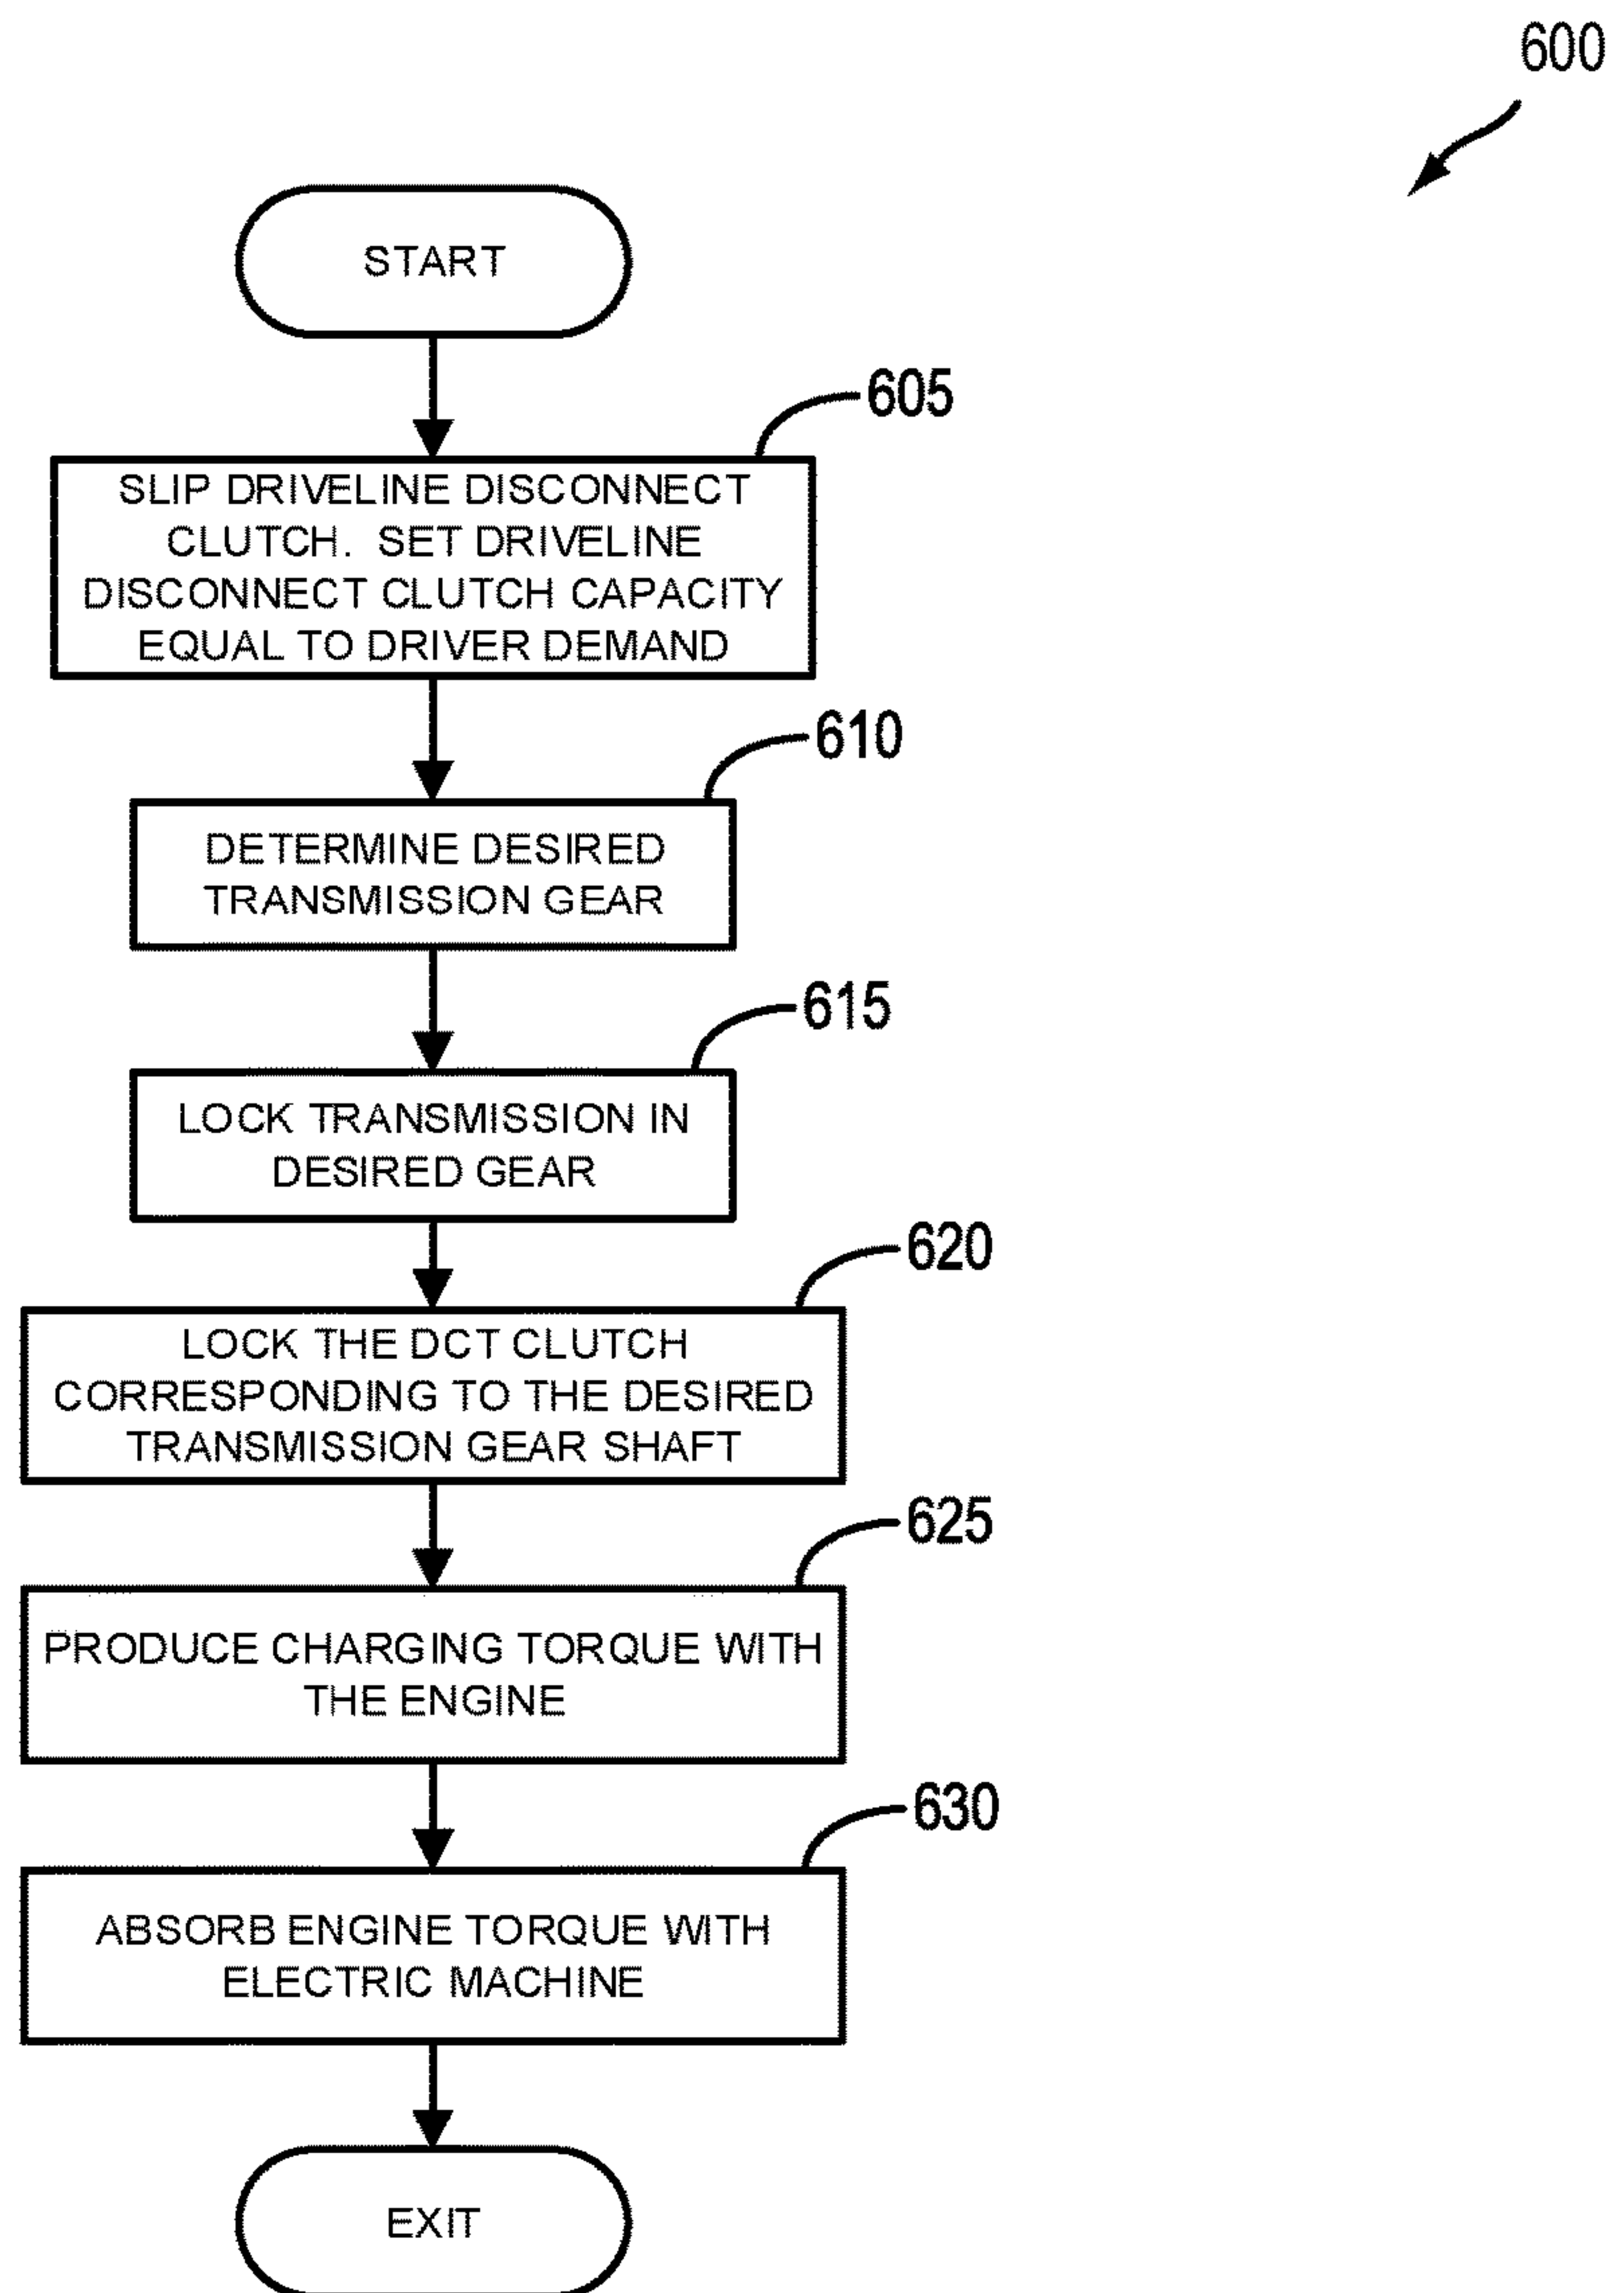 600
START
605
SLIP DRIVELINE DISCONNECT
CLUTCH. SET DRIVELINE
DISCONNECT CLUTCH CAPACITY
EQUAL TO DRIVER DEMAND
610
DETERMINE DESIRED
TRANSMISSION GEAR
615
LOCK TRANSMISSION IN
DESIRED GEAR
620
LOCK THE DCT CLUTCH
CORRESPONDING TO THE DESIRED
TRANSMISSION GEAR SHAFT
625
PRODUCE CHARGING TORQUE WITH
THE ENGINE
630
ABSORB ENGINE TORQUE WITH
ELECTRIC MACHINE
EXIT